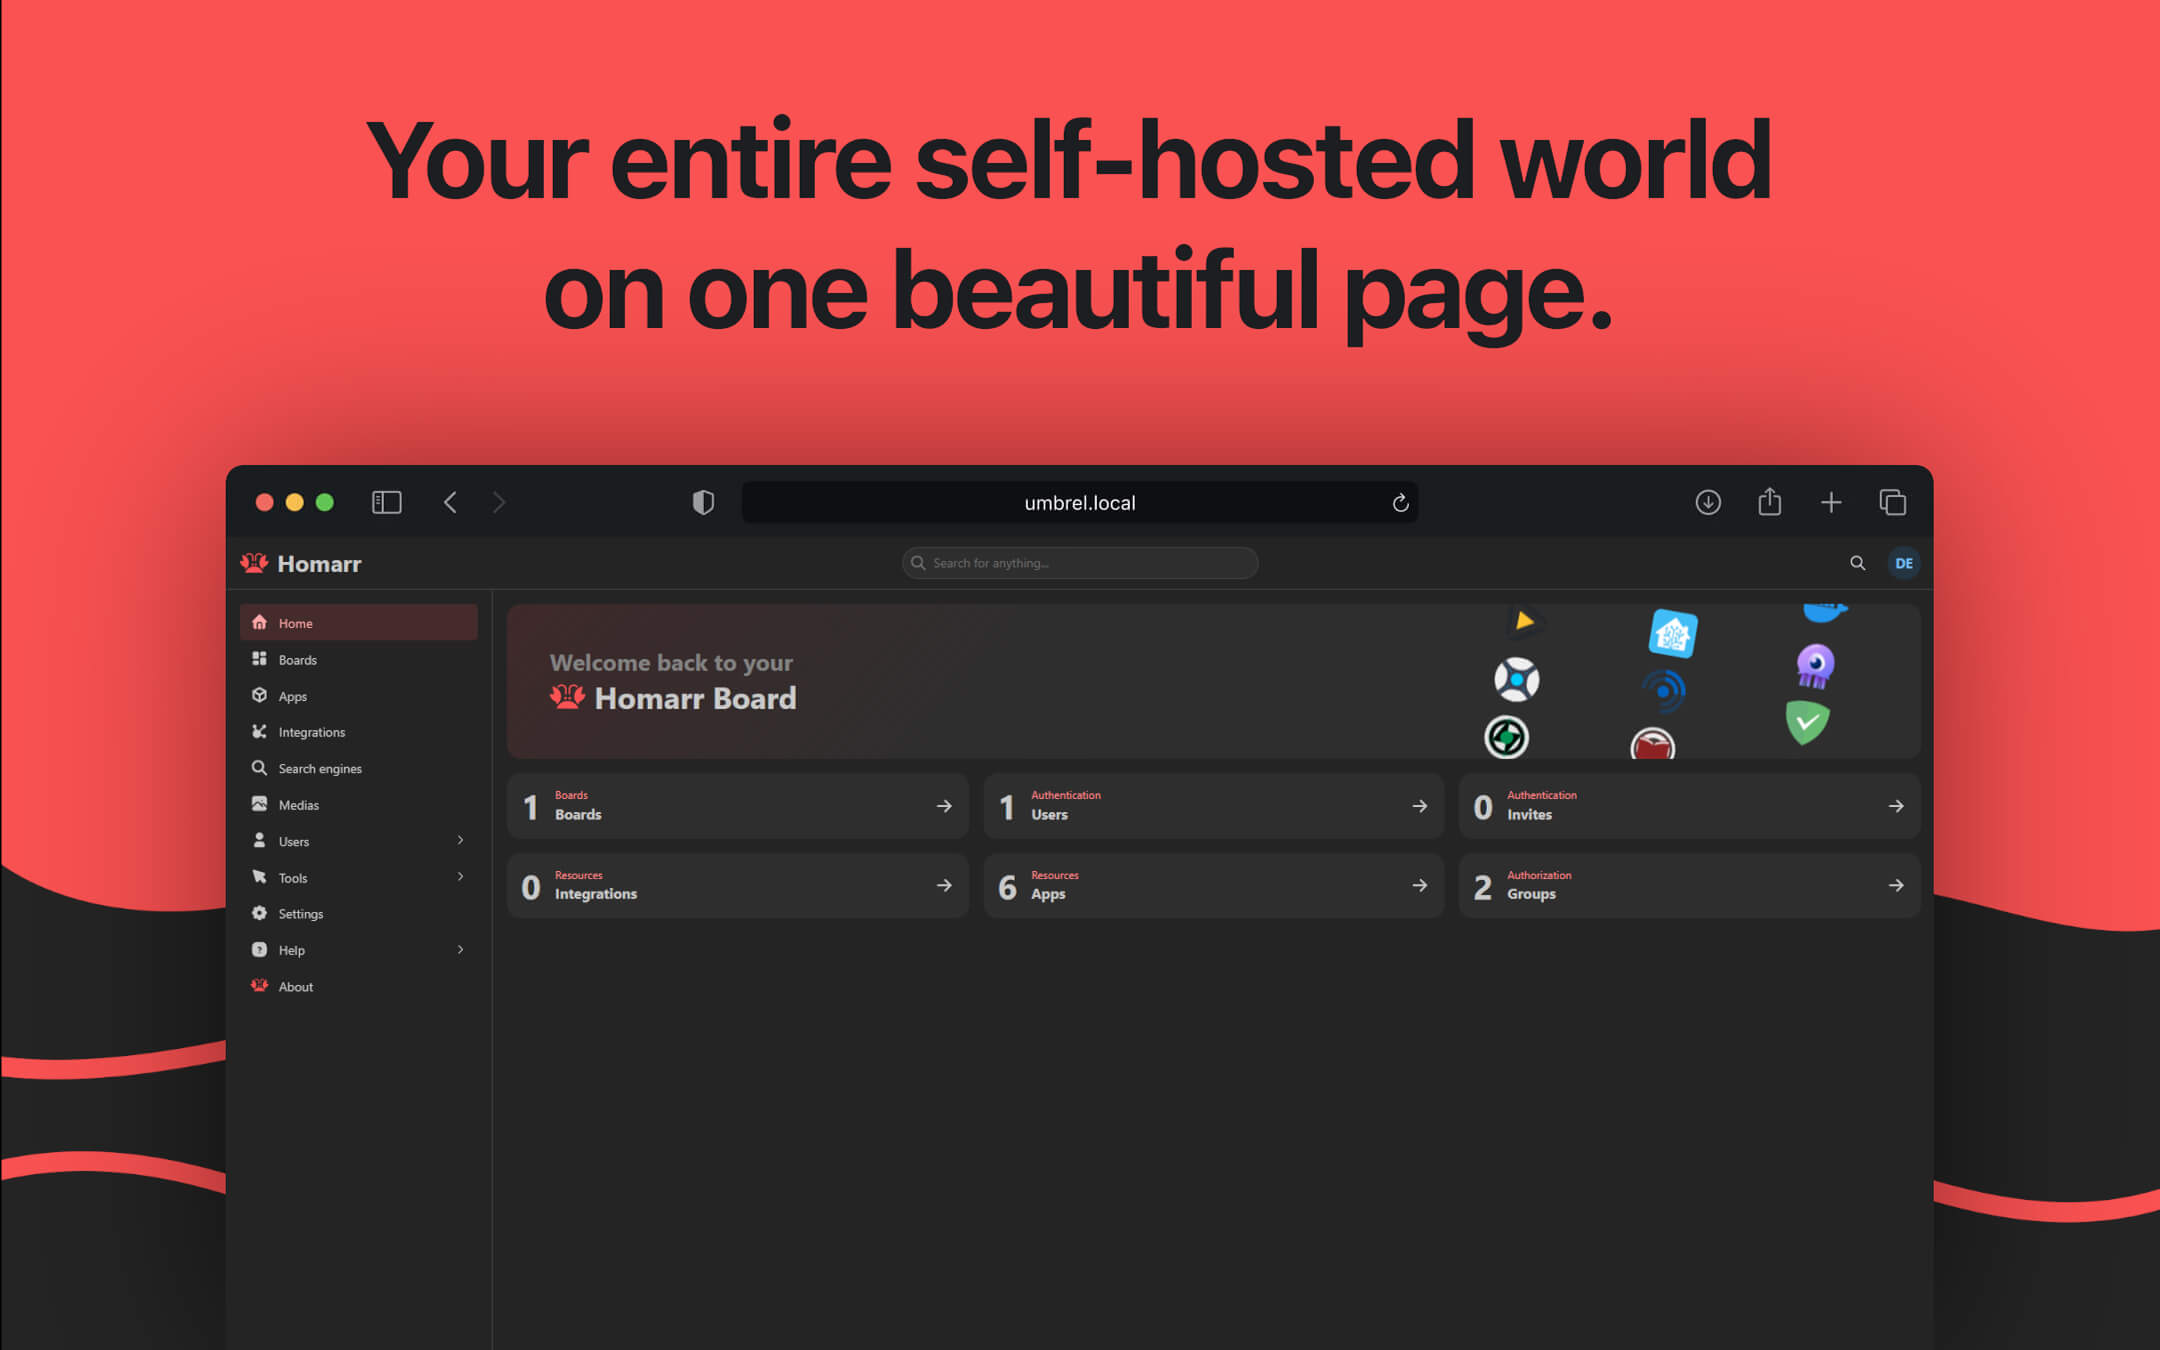 Your entire self-hosted world
on one beautiful page.
umbrel.local
Homarr
Search for anything...
DE
Home
Boards
Apps
Integrations
Search engines
Medias
Users
Tools
Settings
Help
About
Welcome back to your
Homarr Board
1
Boards
Boards
1
Authentication
Users
0
Authentication
Invites
0
Resources
Integrations
6
Resources
Apps
2
Authorization
Groups